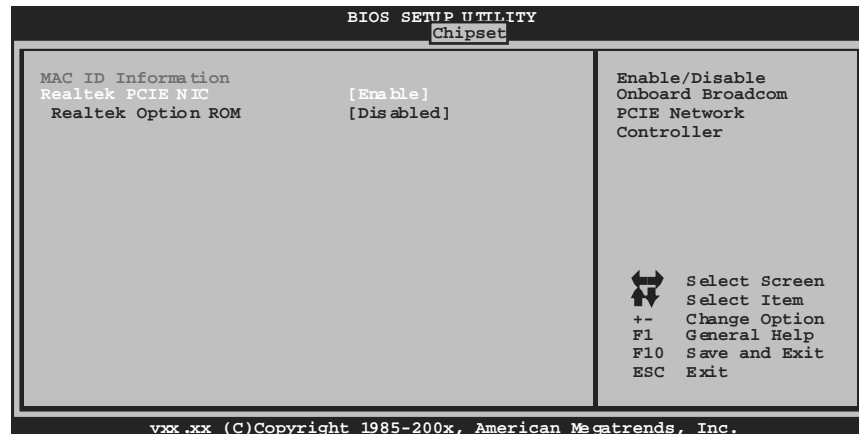 BIOS SETUP UTILITY
Chipset
MAC ID Information
Realtek PCIE NIC [Enable]
Realtek Option ROM [Disabled]
Enable/Disable
Onboard Broadcom
PCIE Network
Controller
Select Screen
Select Item
+- Change Option
F1 General Help
F10 Save and Exit
ESC Exit
vxx.xx (C)Copyright 1985-200x, American Megatrends, Inc.